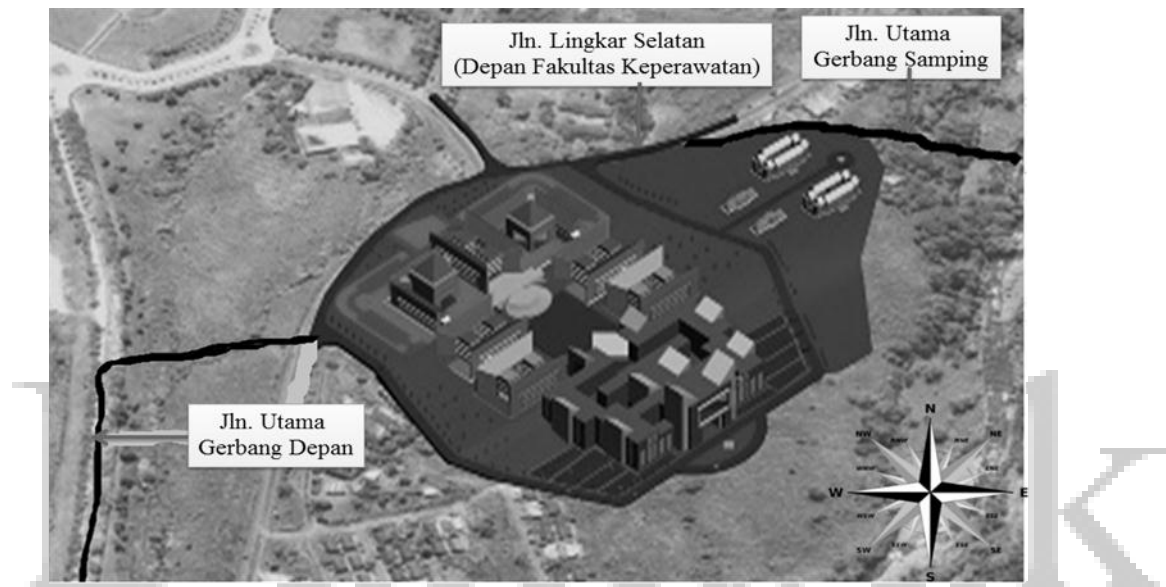 Jln. Lingkar Selatan
(Depan Fakultas Keperawatan)
Jln. Utama
Gerbang Samping
Jln. Utama
Gerbang Depan
N
NW
NE
W
E
SW
SE
S